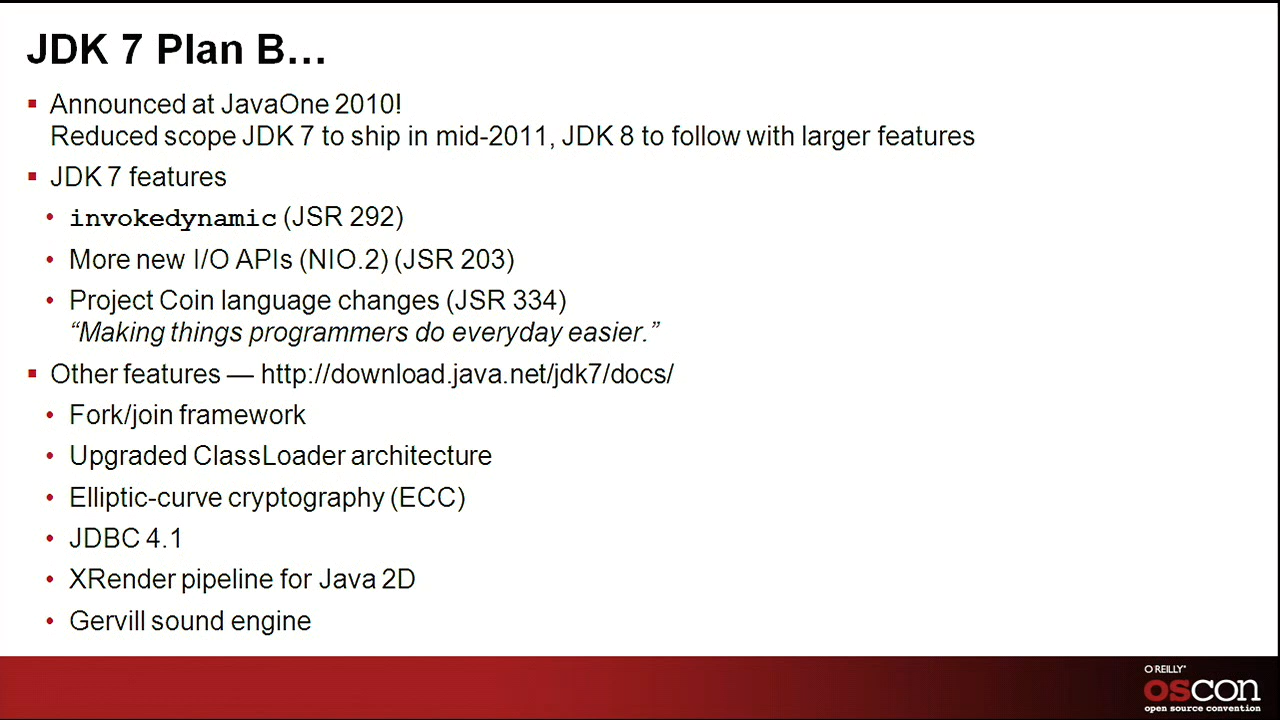 JDK 7 Plan B...
Announced at JavaOne 2010!
Reduced scope JDK 7 to ship in mid-2011, JDK 8 to follow with larger features
JDK 7 features
invokedynamic (JSR 292)
More new I/O APIs (NIO.2) (JSR 203)
Project Coin language changes (JSR 334)
“Making things programmers do everyday easier.”
Other features — http://download.java.net/jdk7/docs/
Fork/join framework
Upgraded ClassLoader architecture
Elliptic-curve cryptography (ECC)
JDBC 4.1
XRender pipeline for Java 2D
Gervill sound engine
O'REILLY®
oscon
open source convention